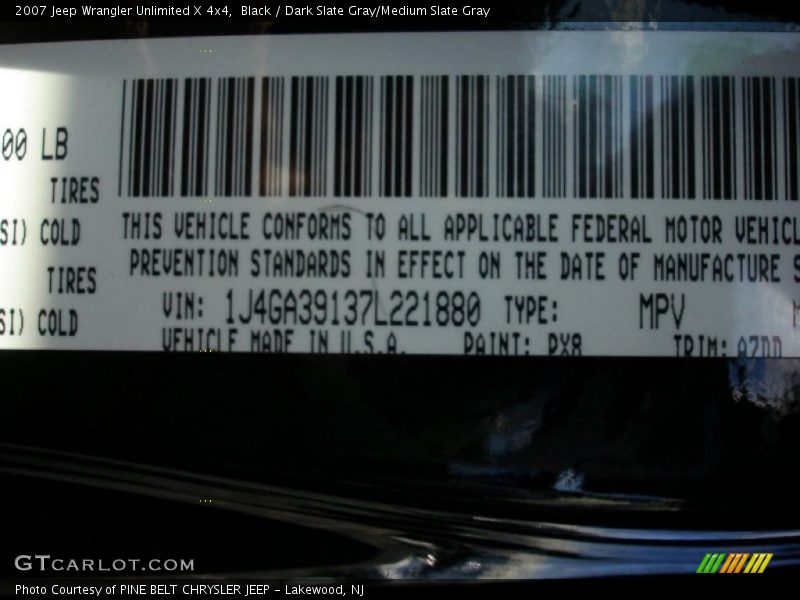 2007 Jeep Wrangler Unlimited X 4x4, Black / Dark Slate Gray/Medium Slate Gray
00 LB
TIRES
SI) COLD
TIRES
SI) COLD
THIS VEHICLE CONFORMS TO ALL APPLICABLE FEDERAL MOTOR VEHICL
PREVENTION STANDARDS IN EFFECT ON THE DATE OF MANUFACTURE S
VIN: 1J4GA39137L221880 TYPE: MPV
VEHICLE MADE IN U.S.A. PAINT: PX8 TRIM:
GTCARLOT.COM
Photo Courtesy of PINE BELT CHRYSLER JEEP - Lakewood, NJ